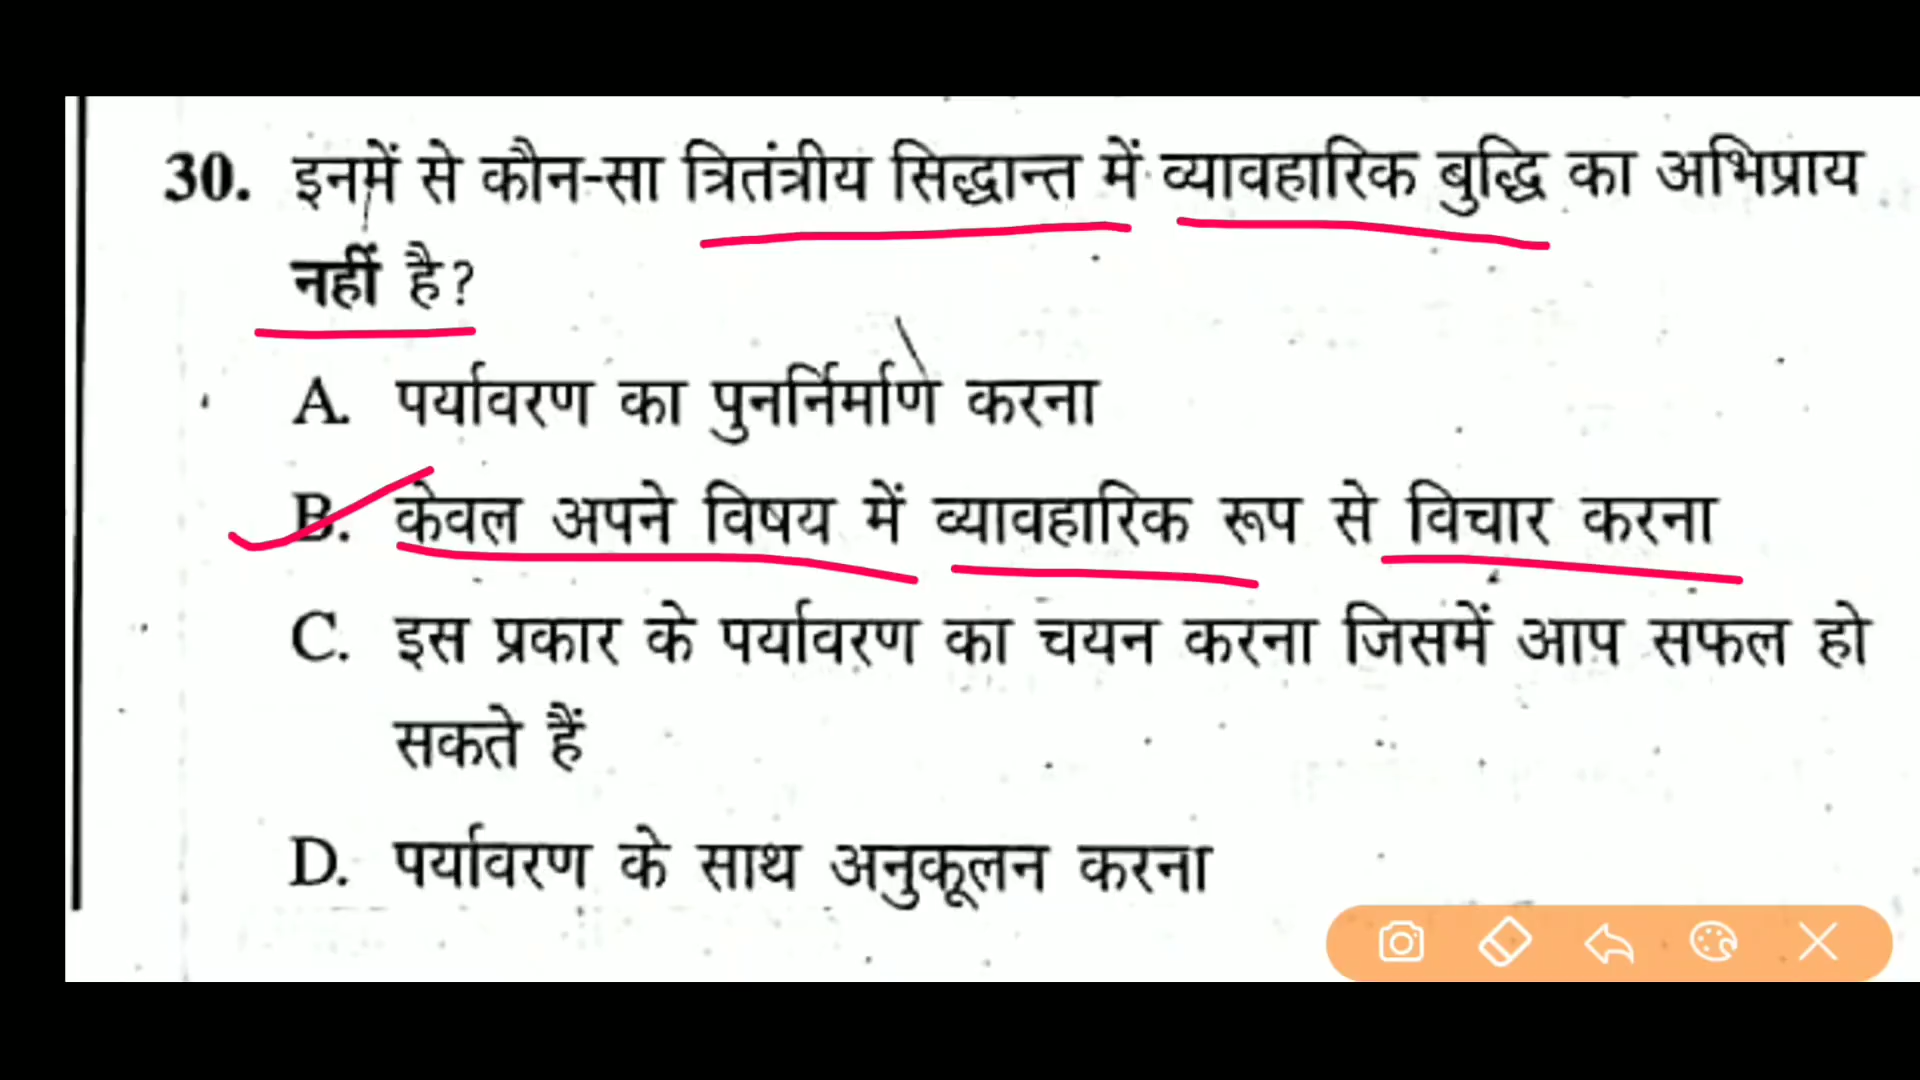 30. इनमें से कौन-सा त्रितंत्रीय सिद्धान्त में व्यावहारिक बुद्धि का अभिप्राय
नहीं है?
A. पर्यावरण का पुनर्निर्माण करना
B. केवल अपने विषय में व्यावहारिक रूप से विचार करना
C. इस प्रकार के पर्यावरण का चयन करना जिसमें आप सफल हो
सकते हैं
D. पर्यावरण के साथ अनुकूलन करना